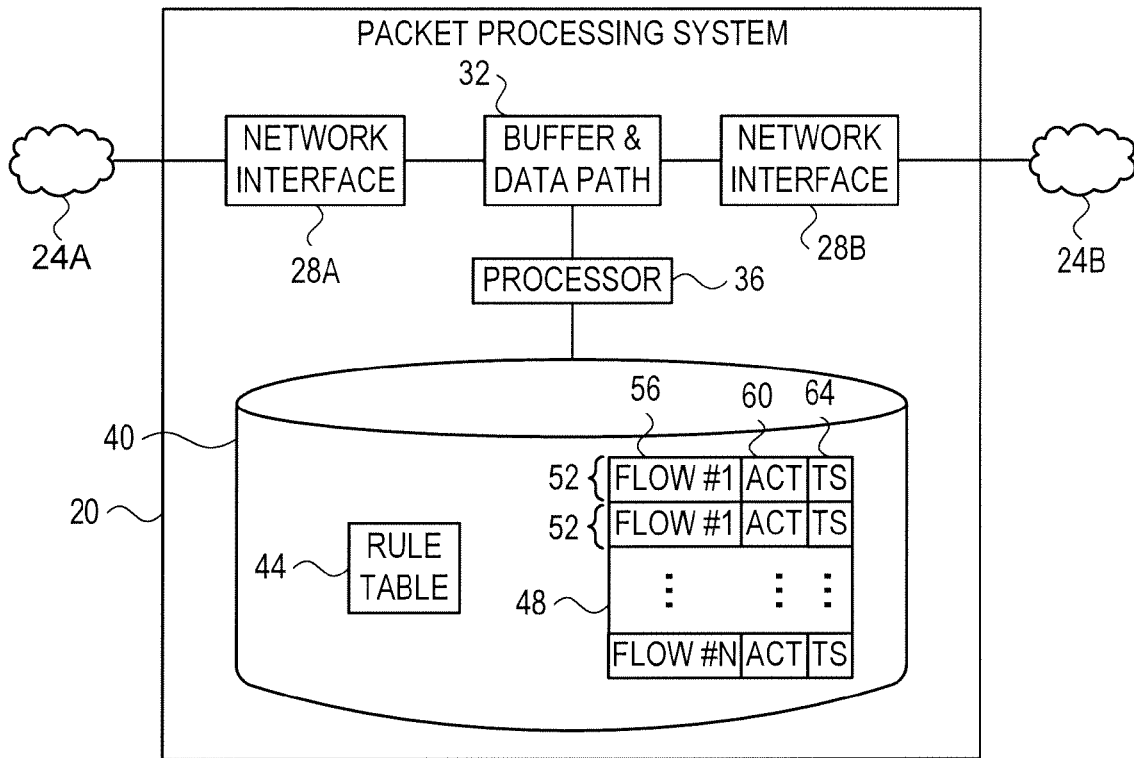 PACKET PROCESSING SYSTEM
32
NETWORK
INTERFACE
BUFFER &
DATA PATH
NETWORK
INTERFACE
24A
28A
28B
24B
PROCESSOR
36
56
60
64
40
52
FLOW #1 ACT TS
20
52
FLOW #1 ACT TS
44
RULE
TABLE
48
FLOW #N ACT TS